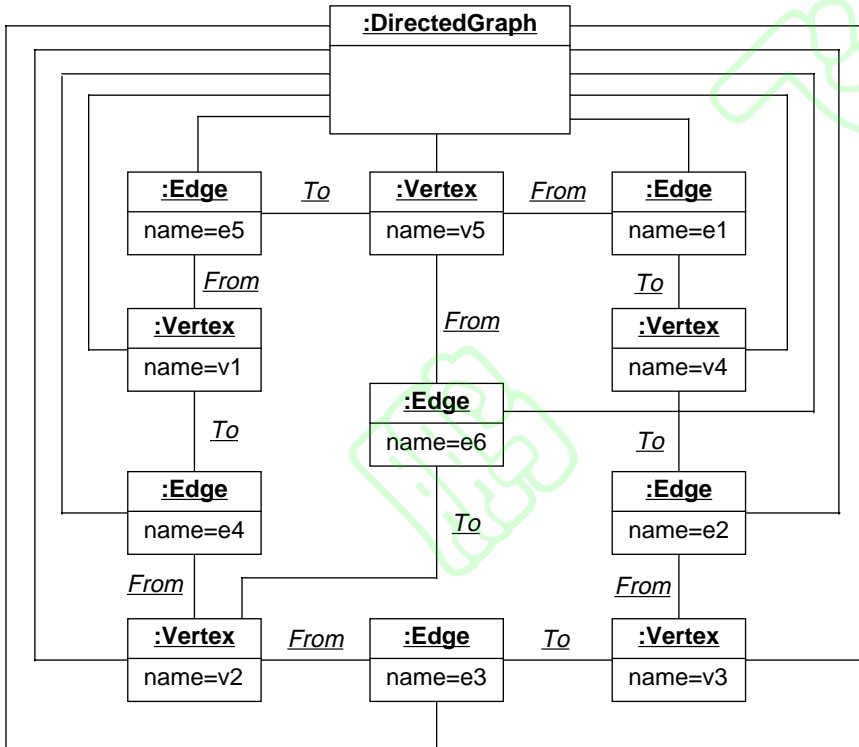 :DirectedGraph
:Edge
name=e5
To
:Vertex
name=v5
From
:Edge
name=e1
From
To
:Vertex
name=v1
From
:Vertex
name=v4
To
:Edge
name=e6
To
:Edge
name=e4
To
:Edge
name=e2
From
From
:Vertex
name=v2
From
:Edge
name=e3
To
:Vertex
name=v3